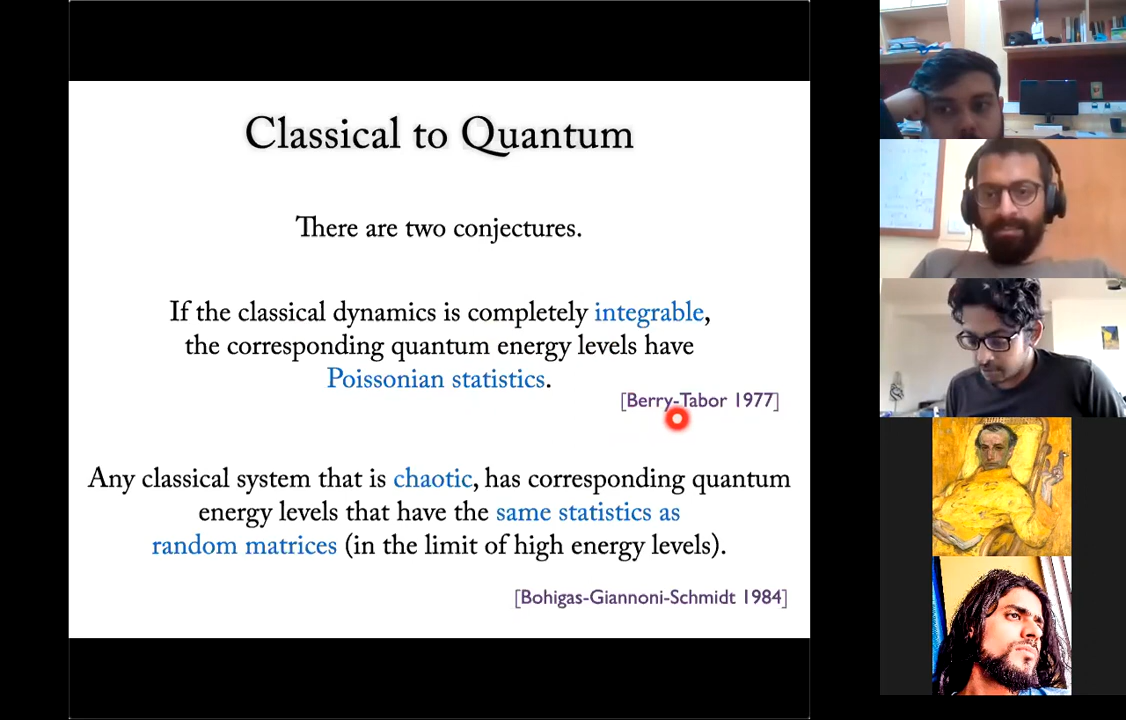 Classical to Quantum
There are two conjectures.
If the classical dynamics is completely integrable,
the corresponding quantum energy levels have
Poissonian statistics.
[Berry-Tabor 1977]
Any classical system that is chaotic, has corresponding quantum
energy levels that have the same statistics as
random matrices (in the limit of high energy levels).
[Bohigas-Giannoni-Schmidt 1984]